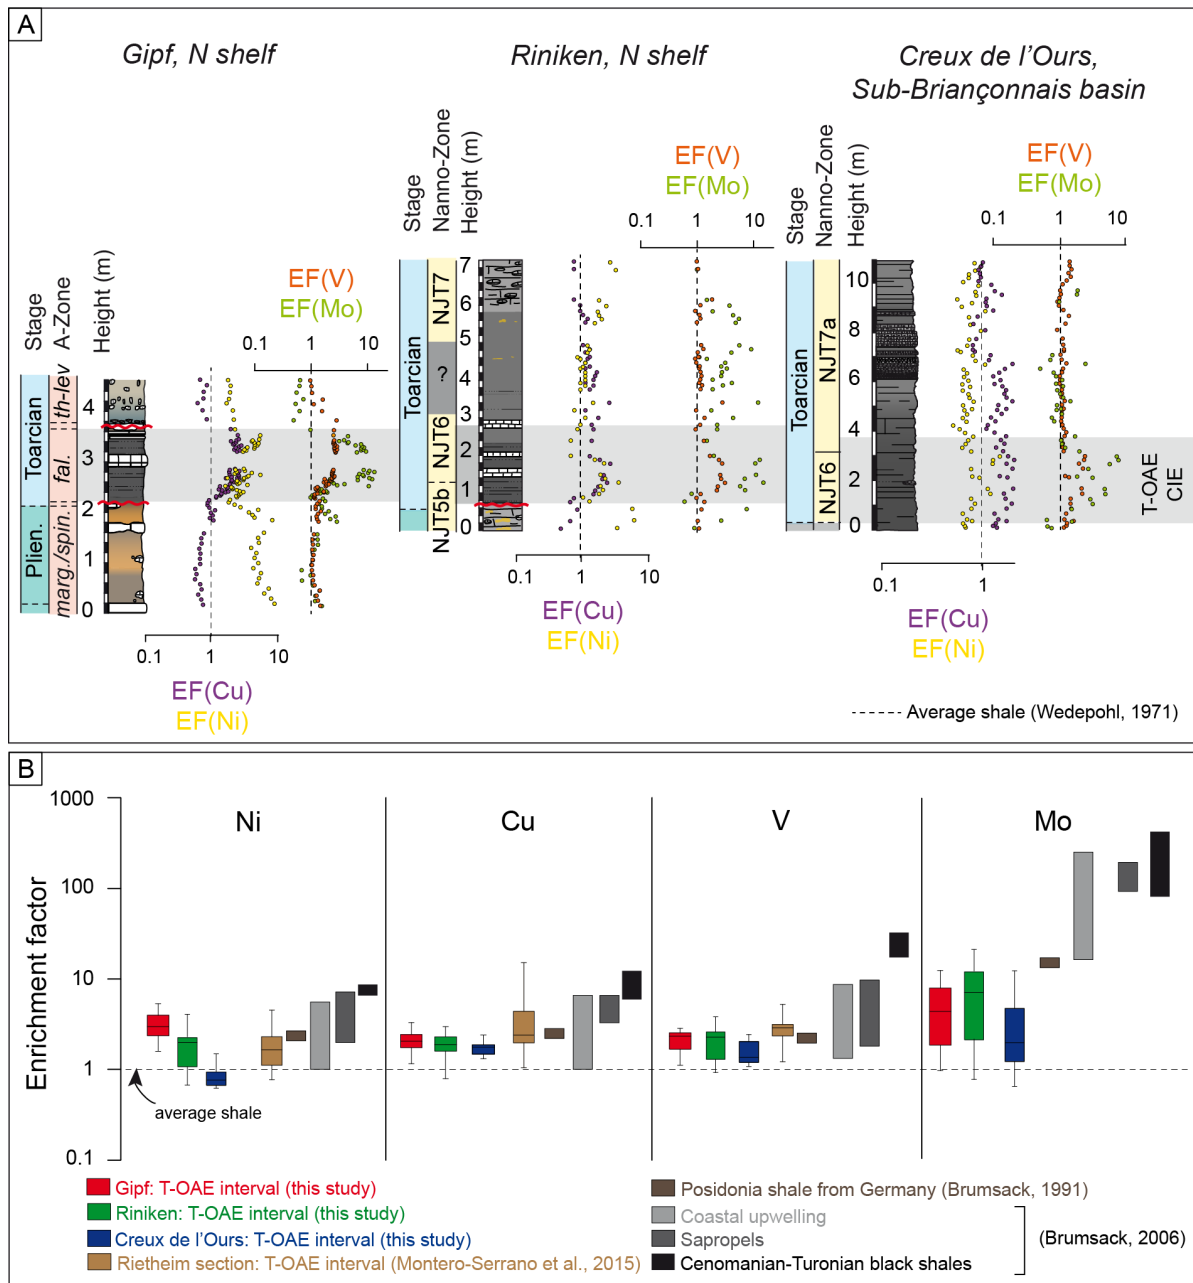 A
Gipf, N shelf
Stage
A-Zone
Height (m)
EF(V)
EF(Mo)
0.1
1
10
Toarcian
Plien.
th-lev
fal.
marg./spin.
4
3
2
1
0
0.1
1
10
EF(Cu)
EF(Ni)
Riniken, N shelf
Stage
Nanno-Zone
Height (m)
EF(V)
EF(Mo)
0.1
1
10
Toarcian
NJT7
?
NJT6
NJT5b
7
6
5
4
3
2
1
0
0.1
1
10
EF(Cu)
EF(Ni)
Creux de l'Ours,
Sub-Briançonnais basin
Stage
Nanno-Zone
Height (m)
EF(V)
EF(Mo)
0.1
1
10
Toarcian
NJT7a
NJT6
10
8
6
4
2
0
T-OAE
CIE
0.1
1
EF(Cu)
EF(Ni)
Average shale (Wedepohl, 1971)
B
Enrichment factor
1000
100
10
1
0.1
Ni
Cu
V
Mo
average shale
Gipf: T-OAE interval (this study)
Riniken: T-OAE interval (this study)
Creux de l'Ours: T-OAE interval (this study)
Rietheim section: T-OAE interval (Montero-Serrano et al., 2015)
Posidonia shale from Germany (Brumsack, 1991)
Coastal upwelling
Sapropels
Cenomanian-Turonian black shales
(Brumsack, 2006)